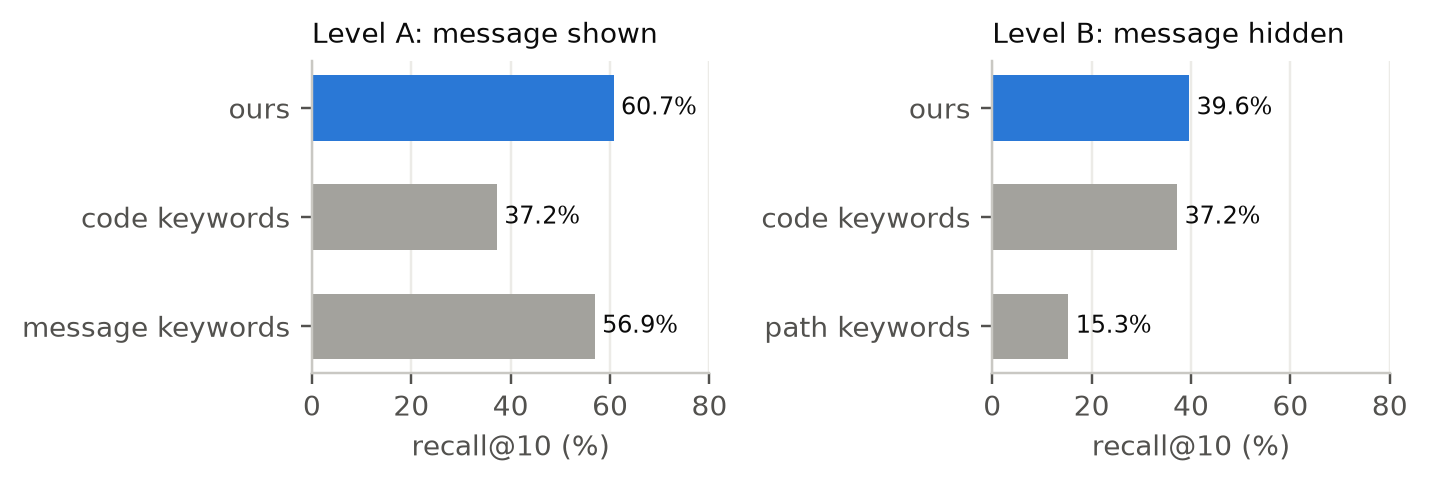 Level A: message shown
ours
60.7%
code keywords
37.2%
message keywords
56.9%
0 20 40 60 80
recall@10 (%)
Level B: message hidden
ours
39.6%
code keywords
37.2%
path keywords
15.3%
0 20 40 60 80
recall@10 (%)